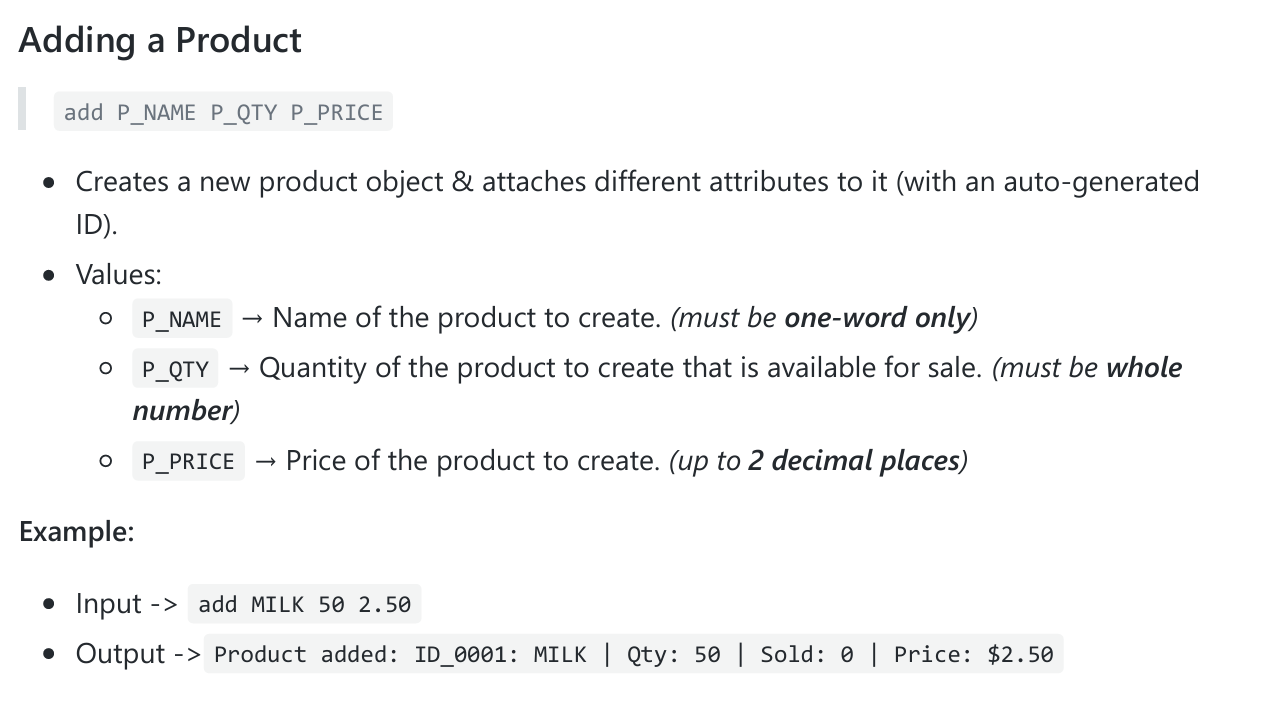 Adding a Product
add P_NAME P_QTY P_PRICE
• Creates a new product object & attaches different attributes to it (with an auto-generated
ID).
• Values:
○ P_NAME → Name of the product to create. (must be one-word only)
○ P_QTY → Quantity of the product to create that is available for sale. (must be whole
number)
○ P_PRICE → Price of the product to create. (up to 2 decimal places)
Example:
• Input -> add MILK 50 2.50
• Output -> Product added: ID_0001: MILK | Qty: 50 | Sold: 0 | Price: $2.50